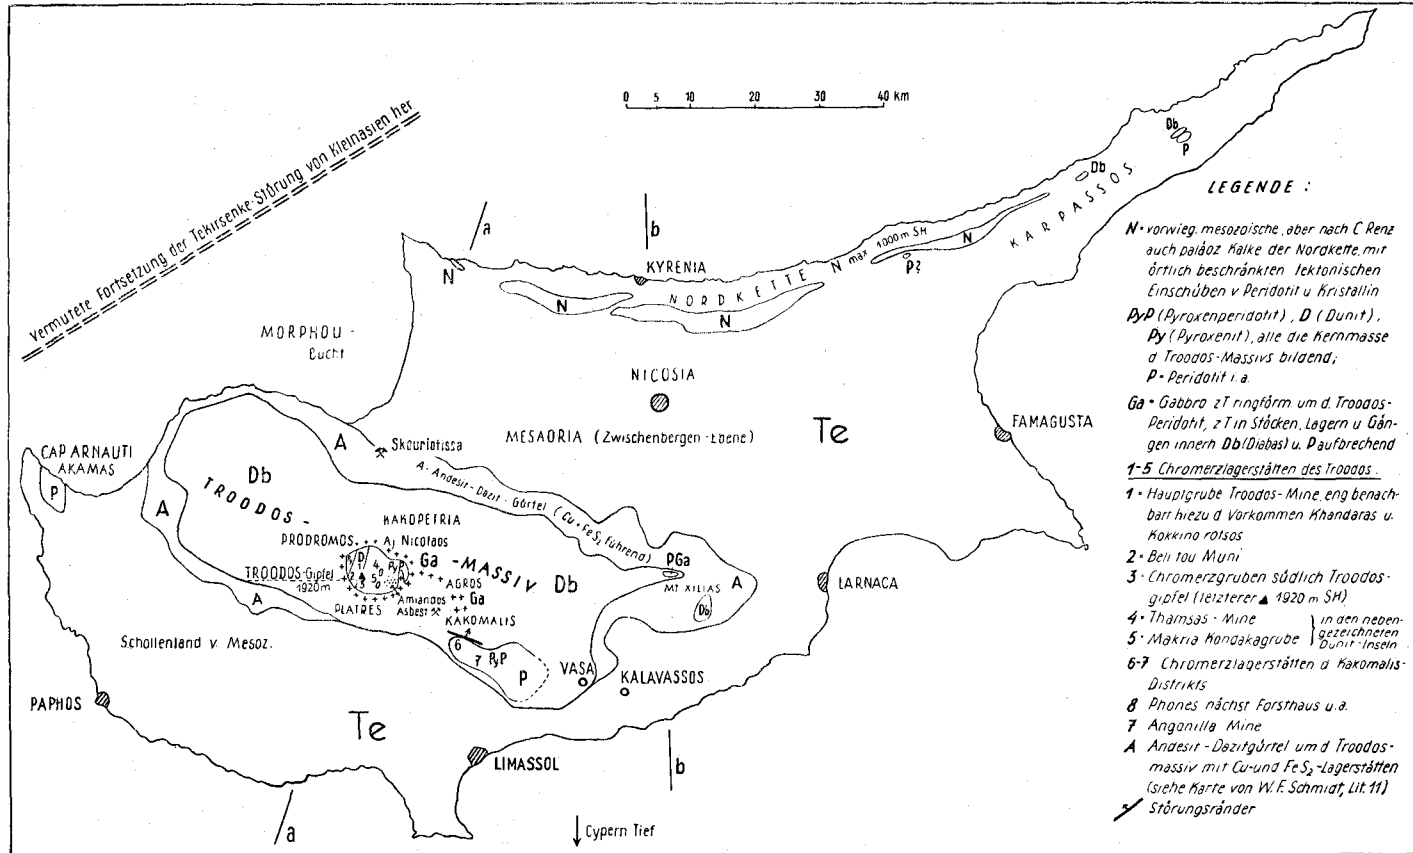 0 5 10 20 30 40 Km
Vermutete Fortsetzung der Tekirsenke-Störung von Kleinasien her
a
b
Db
P
Db
KARPASSOS
N
max 1000m SH
N
P?
N
KYRENIA
NORDKETTE
N
N
MORPHOU-
Bucht
NICOSIA
MESAORIA (Zwischenbergen-Ebene)
Te
FAMAGUSTA
CAP ARNAUTI
AKAMAS
P
A
Skouriotissa
A-Andesit-Dazit-Gürtel (Cu+FeS₂ führend)
A
Db
TROODOS-
KAKOPETRIA
PRODROMOS
Aj Nicolaos
Ga-MASSIV
Db
PGa
A
LARNACA
MT XILIAS
Db
TROODOS-Gipfel
1920m
AGROS
Ga
PLATRES
Amiandos
Asbest
KAKOMALIS
A
6
7
PyP
P
VASA
KALAVASSOS
Schollenland v. Mesoz.
PAPHOS
Te
LIMASSOL
b
a
Cypern Tief
LEGENDE :
N = vorwieg. mesozoische, aber nach C Renz
auch paläoz Kalke der Nordkette, mit
örtlich beschränkten tektonischen
Einschüben v Peridotit u Kristallin
PyP (Pyroxenperidotit), D (Dunit),
Py (Pyroxenit), alle die Kernmasse
d Troodos-Massivs bildend;
P = Peridotit i. a.
Ga = Gabbro z T ringförm um d. Troodos-
Peridotit, z T in Stöcken, Lagern u Gän-
gen innern Db (Diabas) u. P aufbrechend
1-5 Chromerzlagerstätten des Troodos.
1 = Hauptgrube Troodos-Mine, eng benach-
bart hiezu d Vorkommen Khandaras u.
Kokkino rotsos
2 = Beli tou Muni
3 = Chromerzgruben südlich Troodos-
gipfel (letzterer ▲ 1920 m SH)
4 = Thamsas-Mine
5 = Makria Kondakagrube
in den neben-
gezeichneten
Dunit-Inseln
6-7 Chromerzlagerstätten d Kakomalis-
Distrikts
8 Phones nächst Forsthaus u.a.
7 Angonilla Mine
A Andesit-Dazitgürtel um d Troodos-
massiv mit Cu- und FeS₂-Lagerstätten
(siehe Karte von W. F. Schmidt, Lit. 11)
Störungsränder